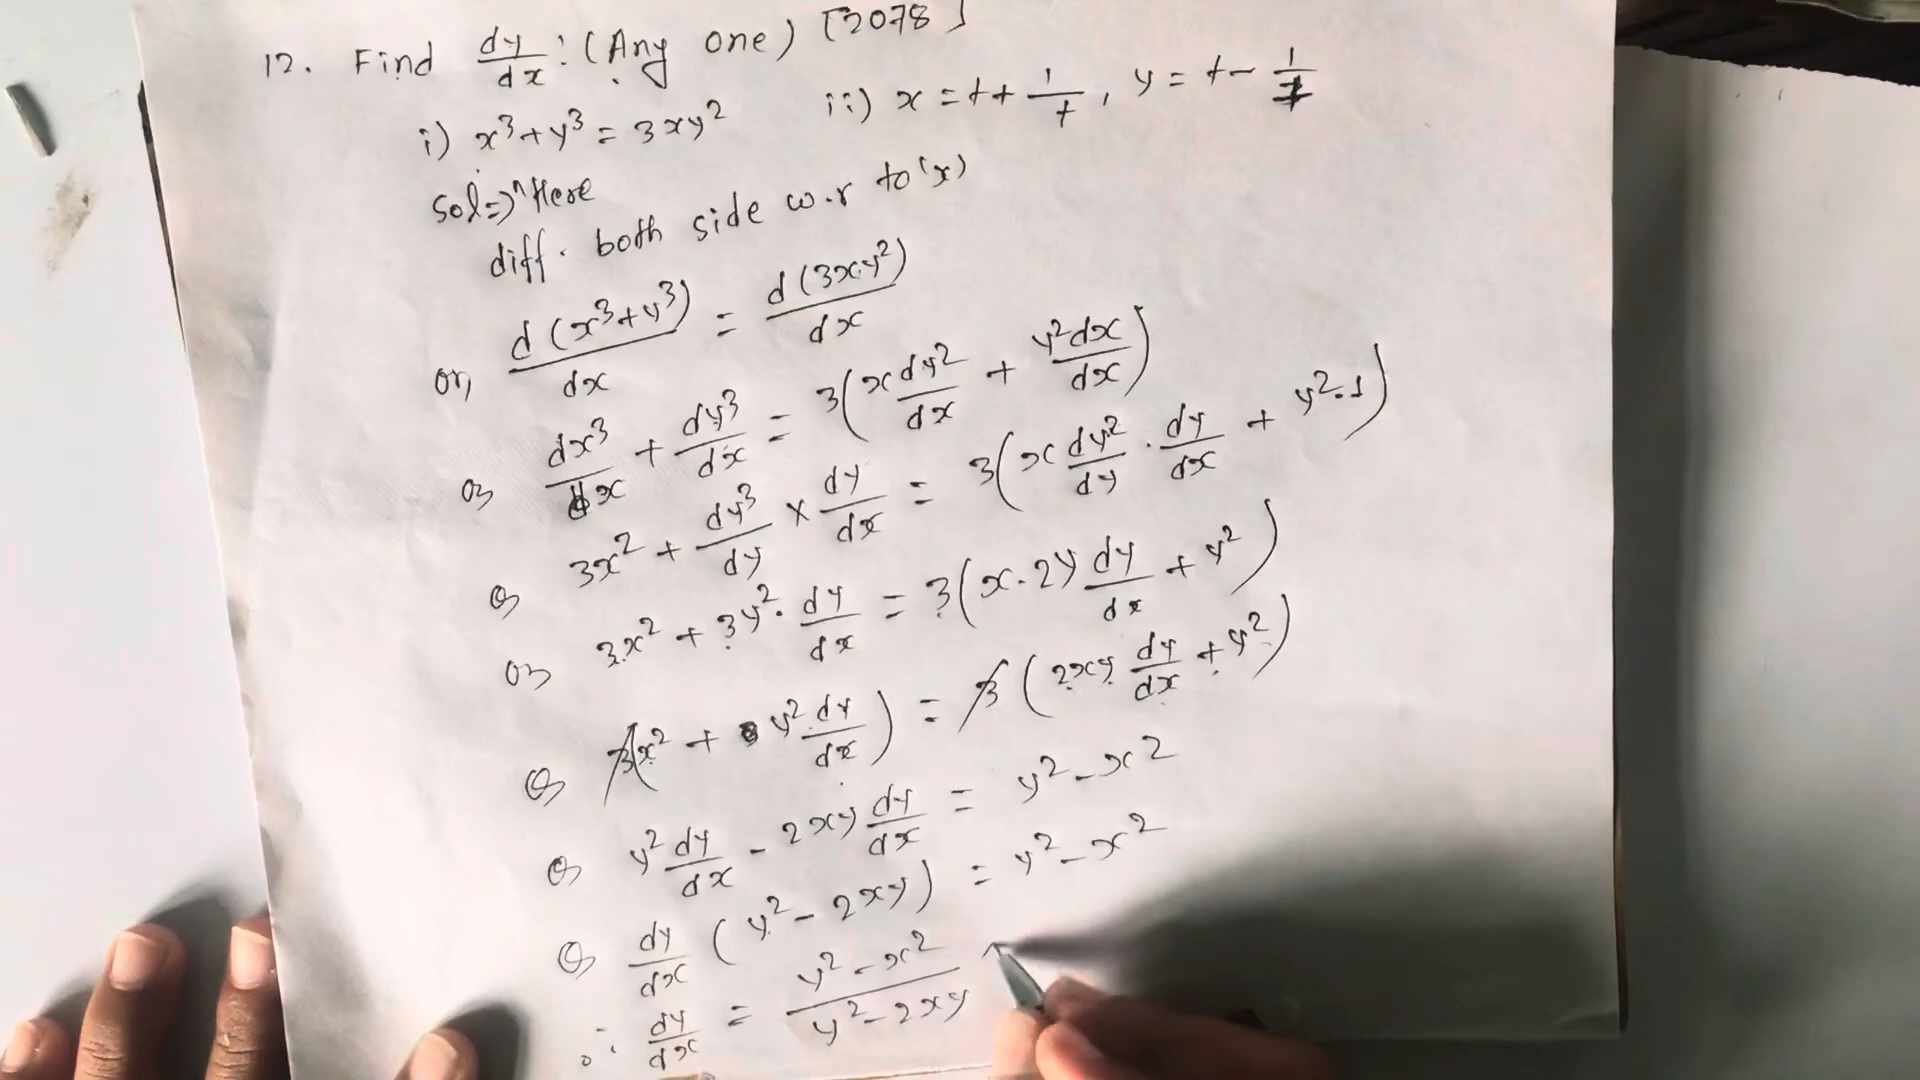 12. Find dy/dx : (Any one) [2078]
i) x³+y³ = 3xy² ii) x = t + 1/t, y = t - 1/t
Solⁿ=> Here
diff. both side w.r to (x)
or, d(x³+y³)/dx = d(3x.y²)/dx
or dx³/dx + dy³/dx = 3(x dy²/dx + y²dx/dx)
or 3x² + dy³/dy × dy/dx = 3(x dy²/dy . dy/dx + y².1)
or 3x² + 3y². dy/dx = 3(x.2y dy/dx + y²)
or 3(x² + y² dy/dx) = 3(2xy dy/dx + y²)
or y² dy/dx - 2xy dy/dx = y² - x²
or dy/dx (y² - 2xy) = y² - x²
∴ dy/dx = y² - x² / y² - 2xy